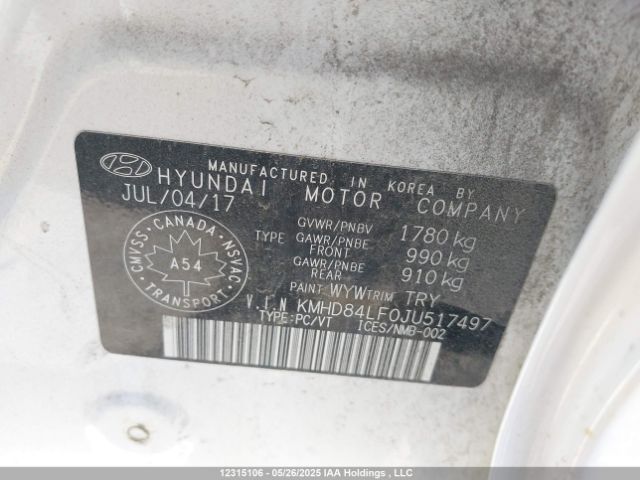 MANUFACTURED IN KOREA BY
HYUNDAI MOTOR COMPANY
JUL/04/17
GVWR/PNBV 1780 kg
TYPE GAWR/PNBE FRONT 990 kg
GAWR/PNBE REAR 910 kg
PAINT WYW TRIM TRY
V.I.N KMHD84LF0JU517497
TYPE:PC/VT ICES/NMB-002
CANADA
CMVSS A54 NSVAC
TRANSPORT
12315106 - 05/26/2025 IAA Holdings , LLC